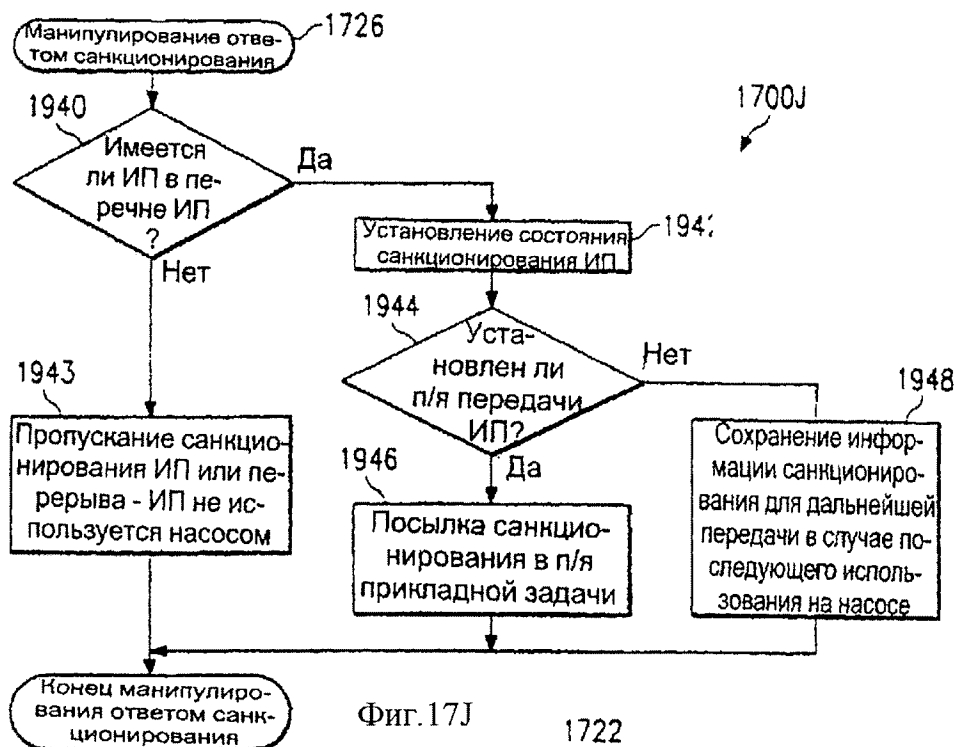 Манипулирование отве-
том санкционирования
1726
1940
Имеется
ли ИП в пе-
речне ИП
?
Да
Нет
1700J
Установление состояния
санкционирования ИП
1942
1944
Уста-
новлен ли
п/я передачи
ИП?
Нет
Да
1943
Пропускание санкцио-
нирования ИП или пе-
рерыва - ИП не ис-
пользуется насосом
1946
Посылка санкцио-
нирования в п/я
прикладной задачи
1948
Сохранение инфор-
мации санкциониро-
вания для дальнейшей
передачи в случае по-
следующего исполь-
зования на насосе
Конец манипулиро-
вания ответом санк-
ционирования
Фиг.17J
1722